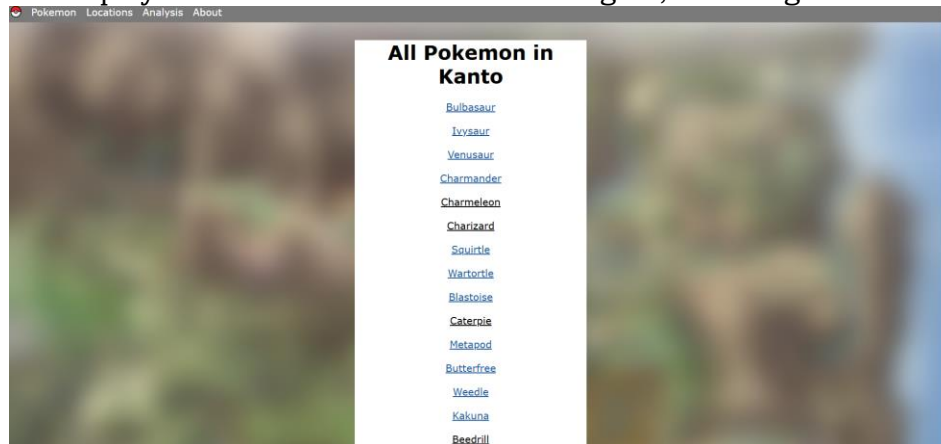 Pokemon Locations Analysis About
All Pokemon in
Kanto
Bulbasaur
Ivysaur
Venusaur
Charmander
Charmeleon
Charizard
Squirtle
Wartortle
Blastoise
Caterpie
Metapod
Butterfree
Weedle
Kakuna
Beedrill